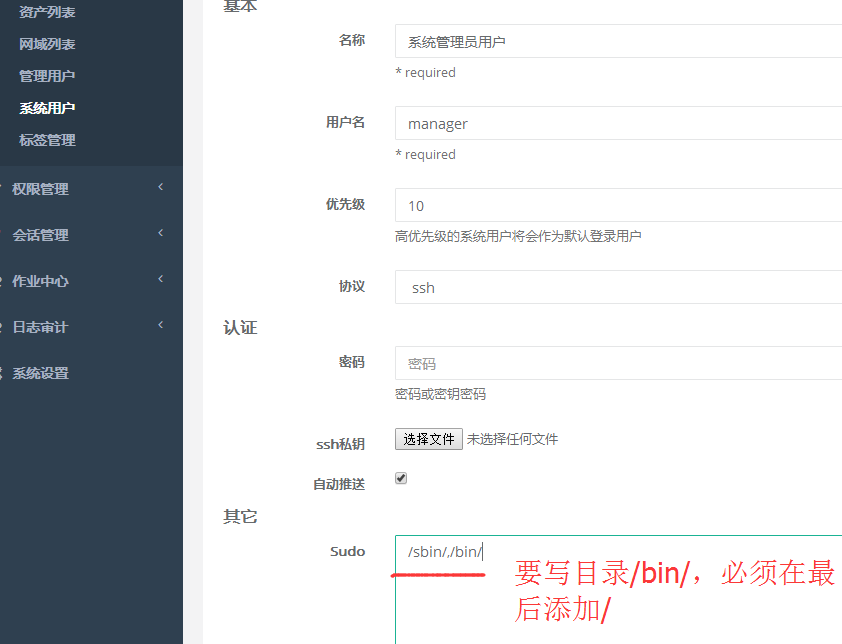 资产列表
网域列表
管理用户
系统用户
标签管理
权限管理
会话管理
作业中心
日志审计
系统设置
基本
名称
系统管理员用户
* required
用户名
manager
* required
优先级
10
高优先级的系统用户将会作为默认登录用户
协议
ssh
认证
密码
密码
密码或密钥密码
ssh私钥
选择文件 未选择任何文件
自动推送
其它
Sudo
/sbin/,/bin/
要写目录/bin/，必须在最
后添加/